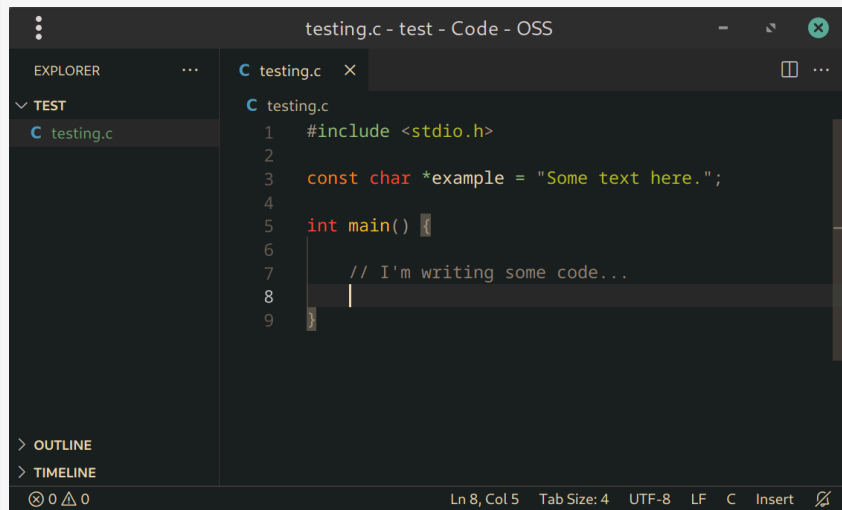 testing.c - test - Code - OSS
EXPLORER ...
TEST
C testing.c
C testing.c
C testing.c
1 #include <stdio.h>
2
3 const char *example = "Some text here.";
4
5 int main() {
6
7 // I'm writing some code...
8
9 }
OUTLINE
TIMELINE
0 0 Ln 8, Col 5 Tab Size: 4 UTF-8 LF C Insert